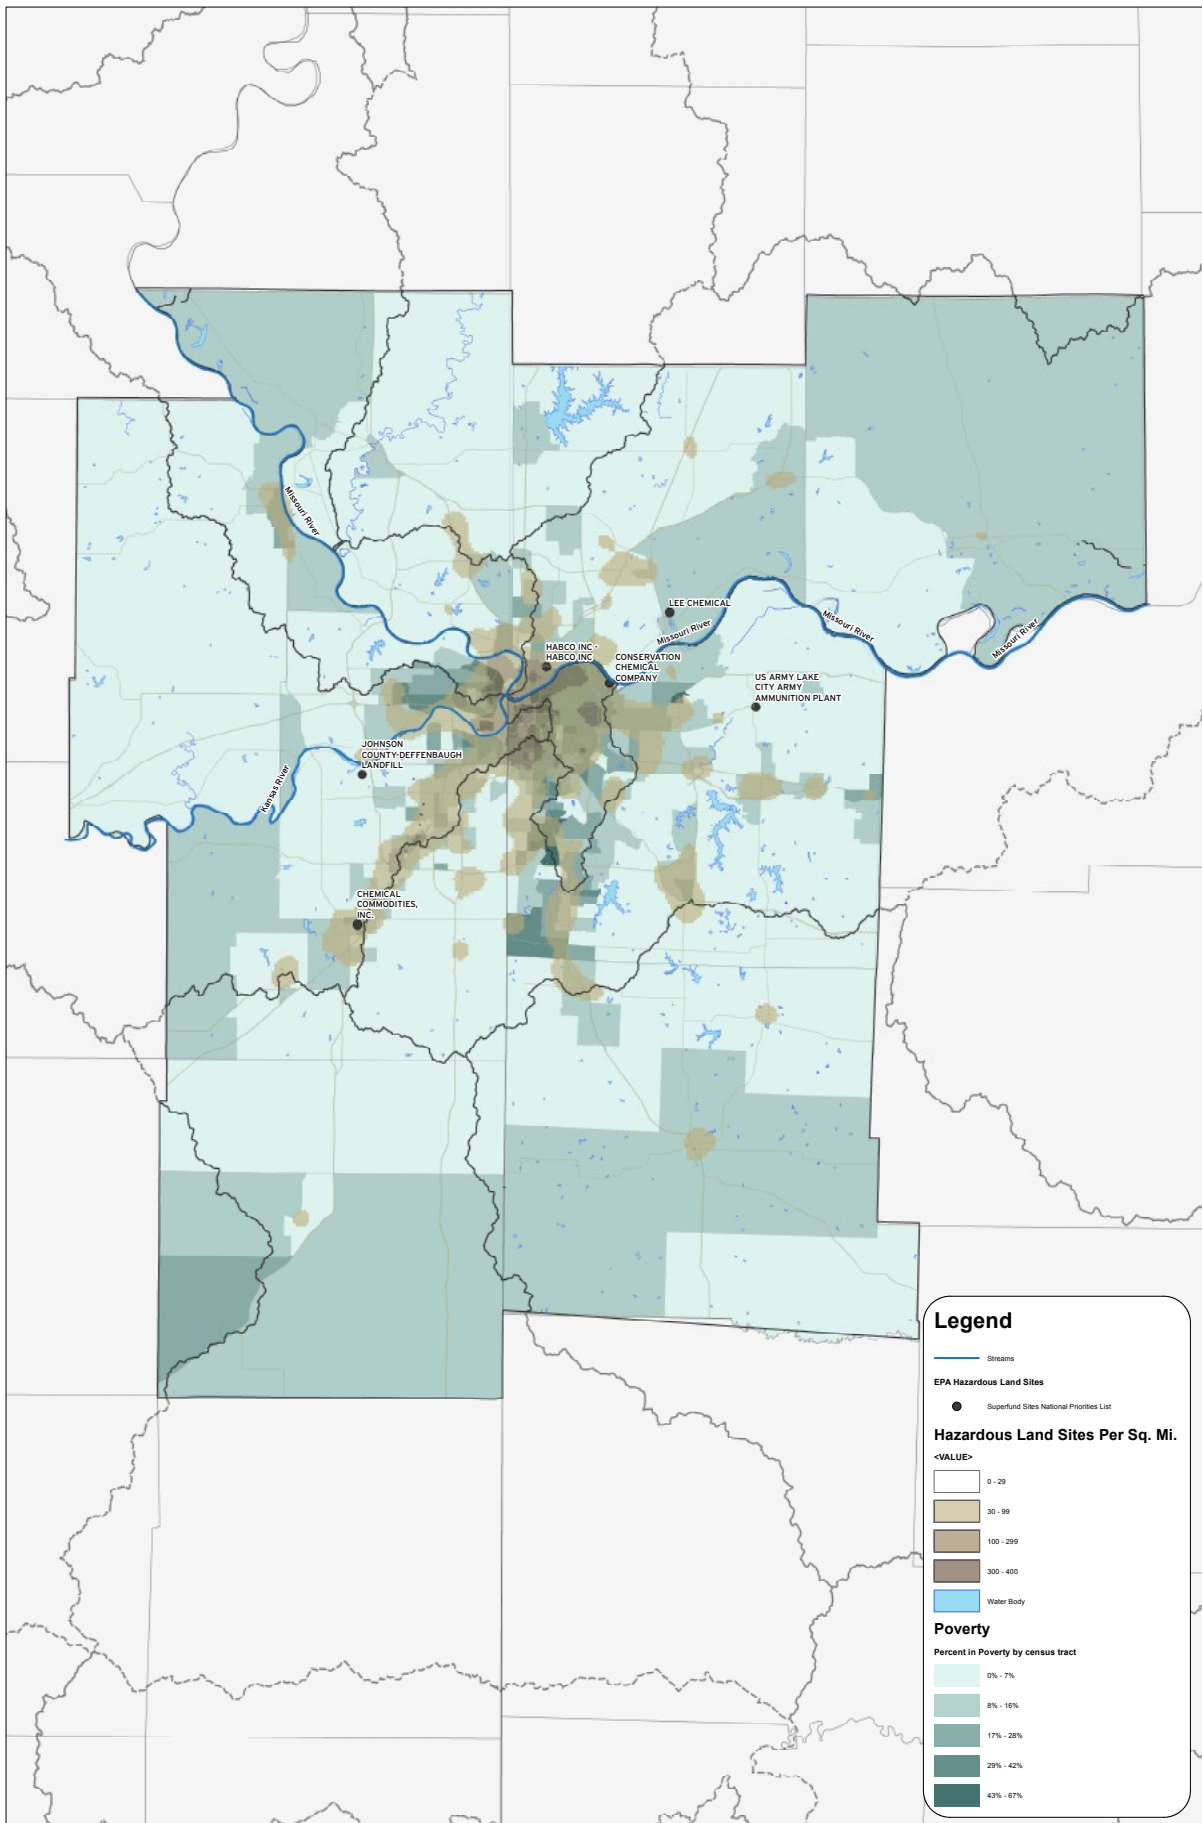 Missouri River
LEE CHEMICAL
Missouri River
Missouri River
Missouri River
HABCO INC -
HABCO INC
CONSERVATION
CHEMICAL
COMPANY
US ARMY LAKE
CITY ARMY
AMMUNITION PLANT
JOHNSON
COUNTY-DEFFENBAUGH
LANDFILL
Kansas River
CHEMICAL
COMMODITIES,
INC.
Legend
Streams
EPA Hazardous Land Sites
Superfund Sites National Priorities List
Hazardous Land Sites Per Sq. Mi.
<VALUE>
0 - 29
30 - 99
100 - 299
300 - 400
Water Body
Poverty
Percent in Poverty by census tract
0% - 7%
8% - 16%
17% - 28%
29% - 42%
43% - 67%